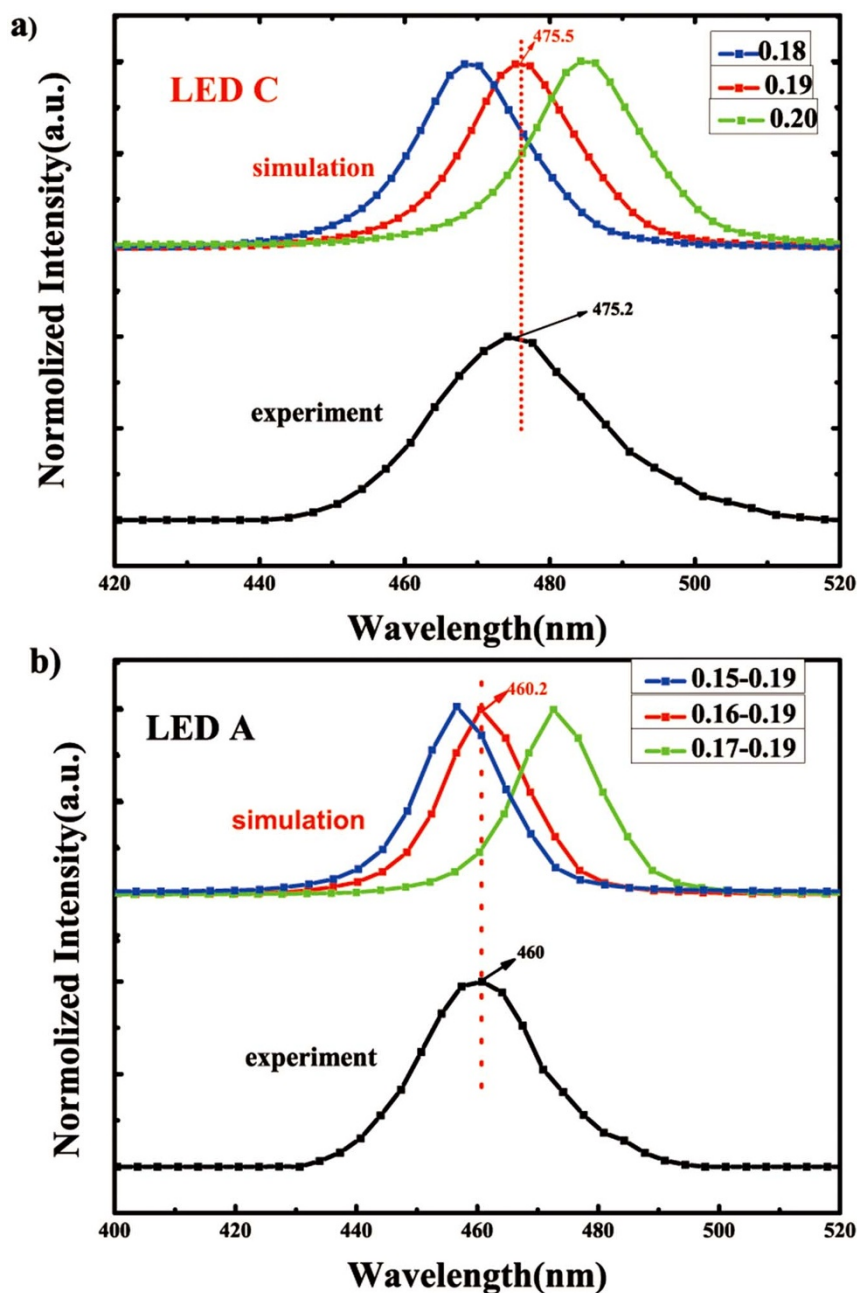 a)
475.5
LED C
0.18
0.19
0.20
simulation
475.2
experiment
Normolized Intensity(a.u.)
420 440 460 480 500 520
Wavelength(nm)
b)
LED A
460.2
0.15-0.19
0.16-0.19
0.17-0.19
simulation
460
experiment
Normolized Intensity(a.u.)
400 420 440 460 480 500 520
Wavelength(nm)